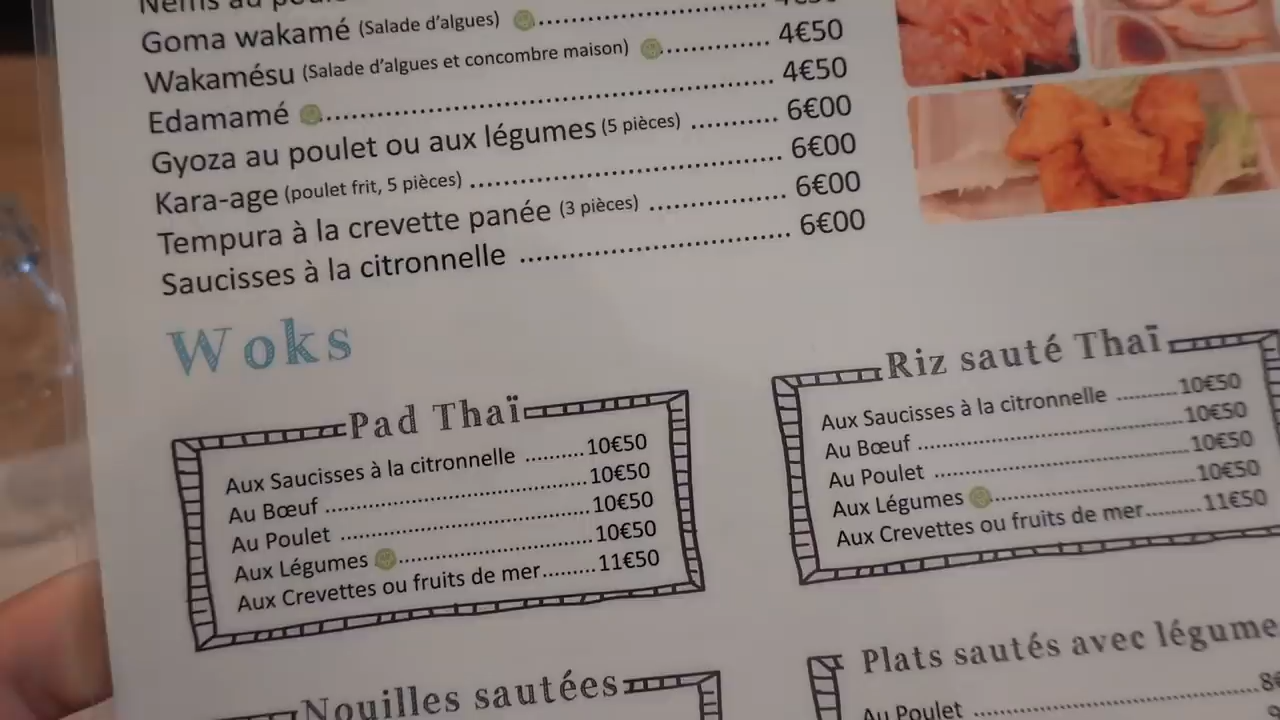 Nems au
Goma wakamé (Salade d'algues) .......... 4€50
Wakamésu (Salade d'algues et concombre maison) .......... 4€50
Edamamé .......... 4€50
Gyoza au poulet ou aux légumes (5 pièces) .......... 6€00
Kara-age (poulet frit, 5 pièces) .......... 6€00
Tempura à la crevette panée (3 pièces) .......... 6€00
Saucisses à la citronnelle .......... 6€00
Woks
Pad Thaï
Aux Saucisses à la citronnelle .......... 10€50
Au Bœuf .......... 10€50
Au Poulet .......... 10€50
Aux Légumes .......... 10€50
Aux Crevettes ou fruits de mer .......... 11€50
Riz sauté Thaï
Aux Saucisses à la citronnelle .......... 10€50
Au Bœuf .......... 10€50
Au Poulet .......... 10€50
Aux Légumes .......... 10€50
Aux Crevettes ou fruits de mer .......... 11€50
Nouilles sautées
Plats sautés avec légume
Au Poulet .......... 8€